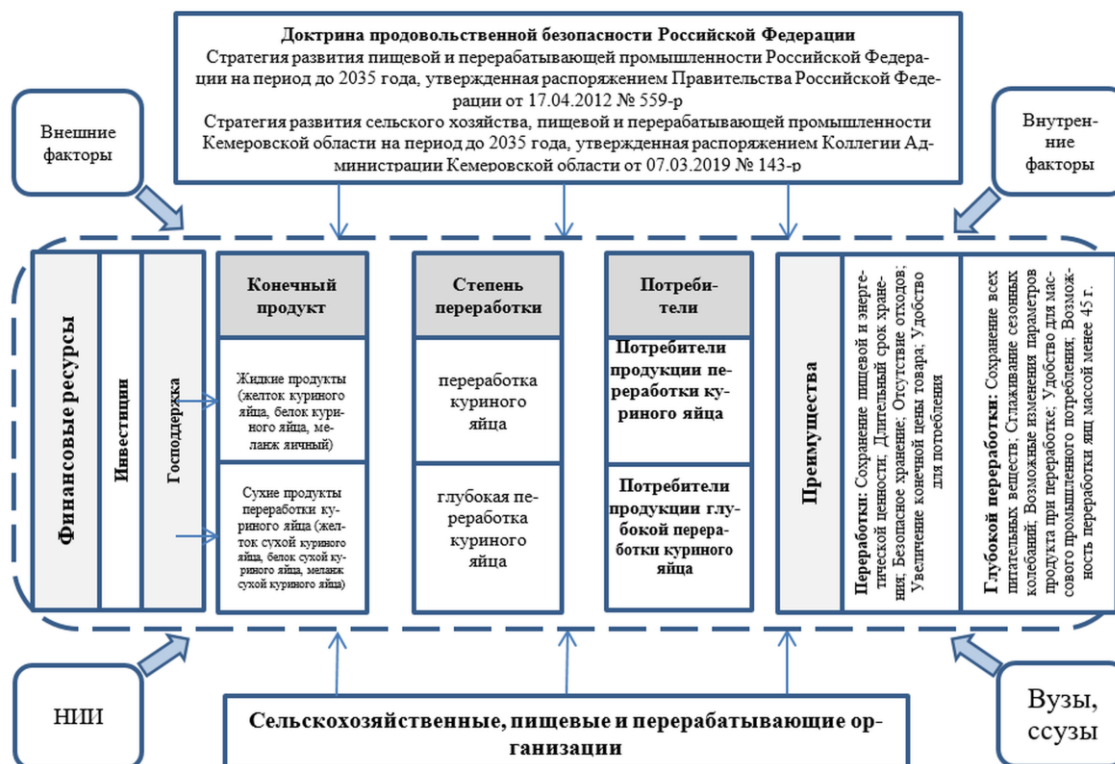 Доктрина продовольственной безопасности Российской Федерации
Стратегия развития пищевой и перерабатывающей промышленности Российской Федера-
ции на период до 2035 года, утвержденная распоряжением Правительства Российской Феде-
рации от 17.04.2012 № 559-р
Стратегия развития сельского хозяйства, пищевой и перерабатывающей промышленности
Кемеровской области на период до 2035 года, утвержденная распоряжением Коллегии Ад-
министрации Кемеровской области от 07.03.2019 № 143-р
Внешние
факторы
Внутрен-
ние
факторы
Финансовые ресурсы
Инвестиции
Господдержка
Конечный
продукт
Жидкие продукты
(желток куриного
яйца, белок кури-
ного яйца, ме-
ланж яичный)
Сухие продукты
переработки ку-
риного яйца (жел-
ток сухой куриного
яйца, белок сухой ку-
риного яйца, меланж
сухой куриного яйца)
Степень
переработки
переработка
куриного
яйца
глубокая пе-
реработка
куриного
яйца
Потреби-
тели
Потребители
продукции пе-
реработки ку-
риного яйца
Потребители
продукции глу-
бокой перера-
ботки куриного
яйца
Преимущества
Переработки: Сохранение пищевой и энерге-
тической ценности; Длительный срок хране-
ния; Безопасное хранение; Отсутствие отходов;
Увеличение конечной цены товара; Удобство
для потребления
Глубокой переработки: Сохранение всех
питательных веществ; Сглаживание сезонных
колебаний; Возможные изменения параметров
продукта при переработке; Удобство для мас-
сового промышленного потребления; Возмож-
ность переработки яиц массой менее 45 г.
НИИ
Сельскохозяйственные, пищевые и перерабатывающие ор-
ганизации
Вузы,
ссузы